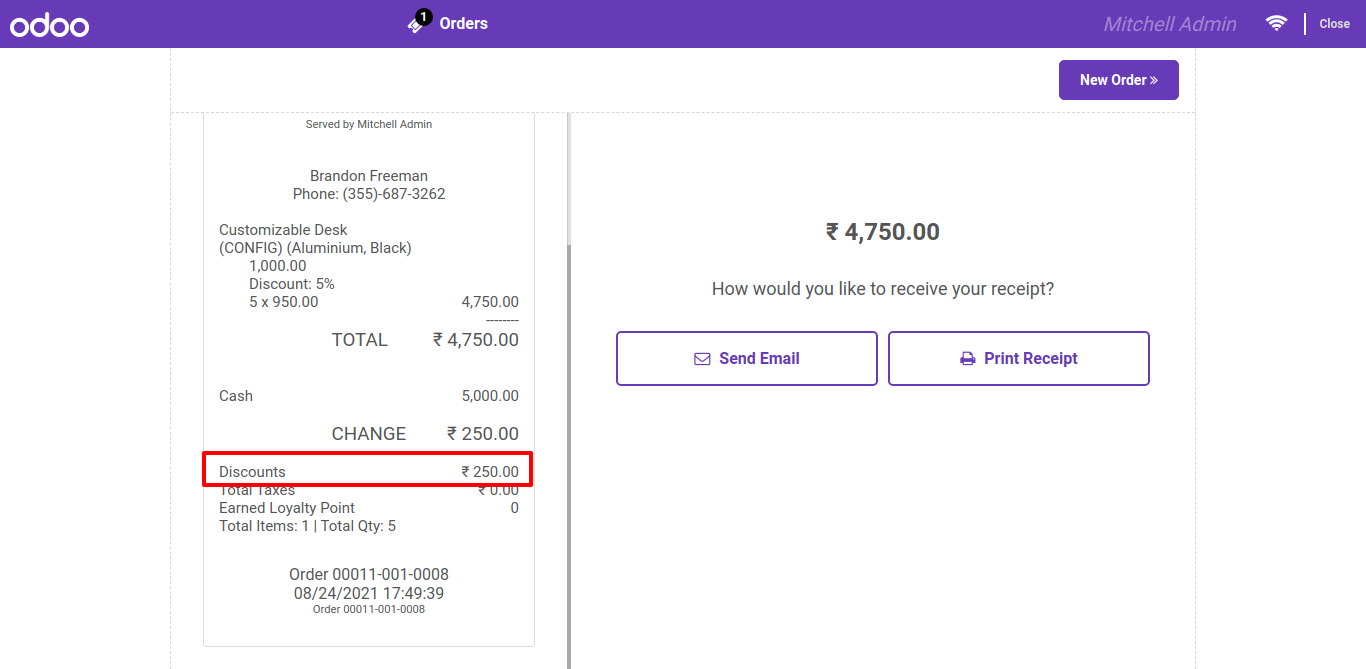 odoo
1
Orders
Mitchell Admin
Close
New Order »
Served by Mitchell Admin
Brandon Freeman
Phone: (355)-687-3262
Customizable Desk
(CONFIG) (Aluminium, Black)
1,000.00
Discount: 5%
5 x 950.00 4,750.00
--------
TOTAL ₹ 4,750.00
Cash 5,000.00
CHANGE ₹ 250.00
Discounts ₹ 250.00
Total Taxes ₹ 0.00
Earned Loyalty Point 0
Total Items: 1 | Total Qty: 5
Order 00011-001-0008
08/24/2021 17:49:39
Order 00011-001-0008
₹ 4,750.00
How would you like to receive your receipt?
Send Email
Print Receipt